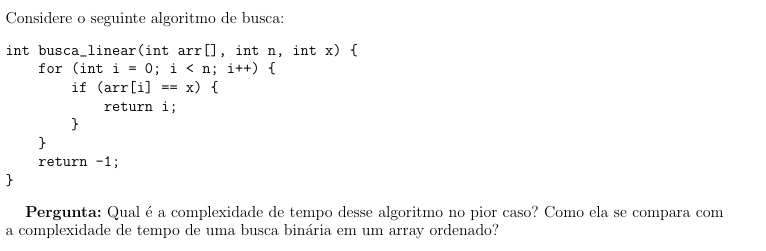 Considere o seguinte algoritmo de busca:
int busca_linear(int arr[], int n, int x) {
    for (int i = 0; i < n; i++) {
        if (arr[i] == x) {
            return i;
        }
    }
    return -1;
}
Pergunta: Qual é a complexidade de tempo desse algoritmo no pior caso? Como ela se compara com
a complexidade de tempo de uma busca binária em um array ordenado?